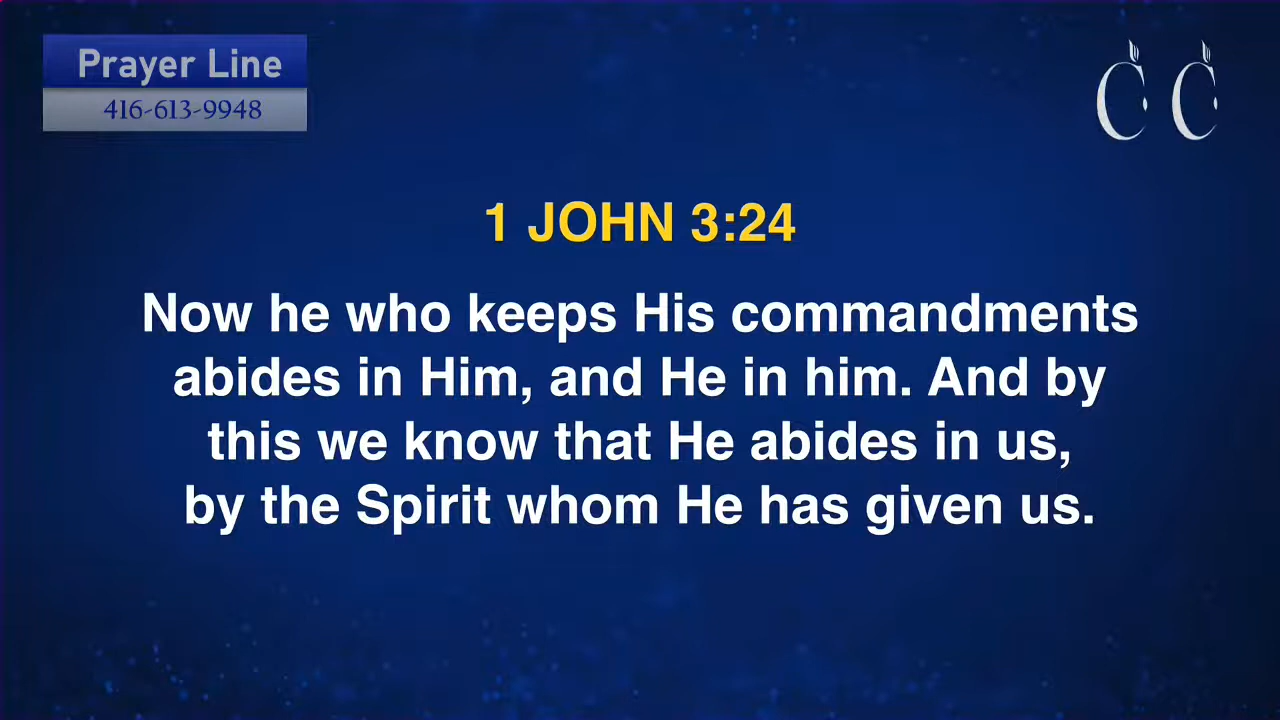 Prayer Line
416-613-9948
C C
1 JOHN 3:24
Now he who keeps His commandments
abides in Him, and He in him. And by
this we know that He abides in us,
by the Spirit whom He has given us.